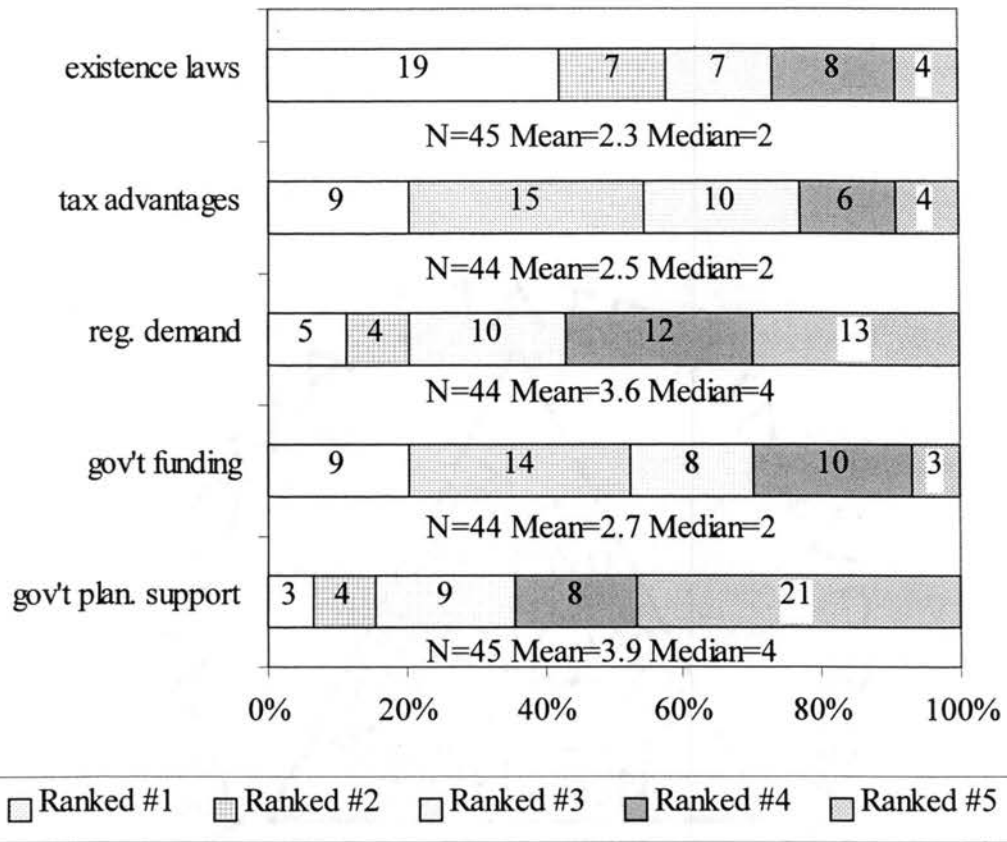 existence laws 19 7 7 8 4
N=45 Mean=2.3 Median=2
tax advantages 9 15 10 6 4
N=44 Mean=2.5 Median=2
reg. demand 5 4 10 12 13
N=44 Mean=3.6 Median=4
gov't funding 9 14 8 10 3
N=44 Mean=2.7 Median=2
gov't plan. support 3 4 9 8 21
N=45 Mean=3.9 Median=4
0% 20% 40% 60% 80% 100%
Ranked #1 Ranked #2 Ranked #3 Ranked #4 Ranked #5